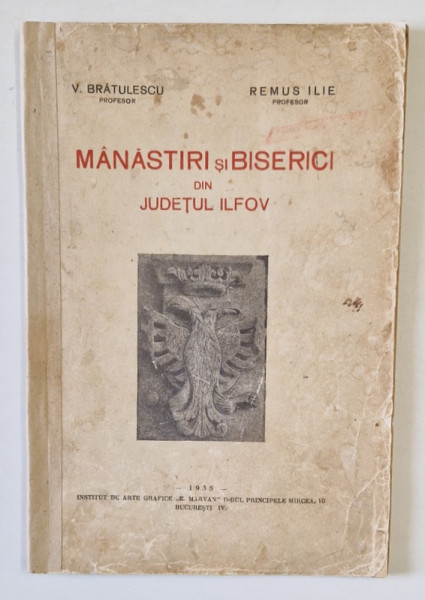 V. BRĂTULESCU
PROFESOR
REMUS ILIE
PROFESOR
MÂNĂSTIRI ȘI BISERICI
DIN
JUDEȚUL ILFOV
— 1935 —
INSTITUT DE ARTE GRAFICE „E. MARVAN" B-DUL PRINCIPELE MIRCEA, 10
BUCUREȘTI IV.